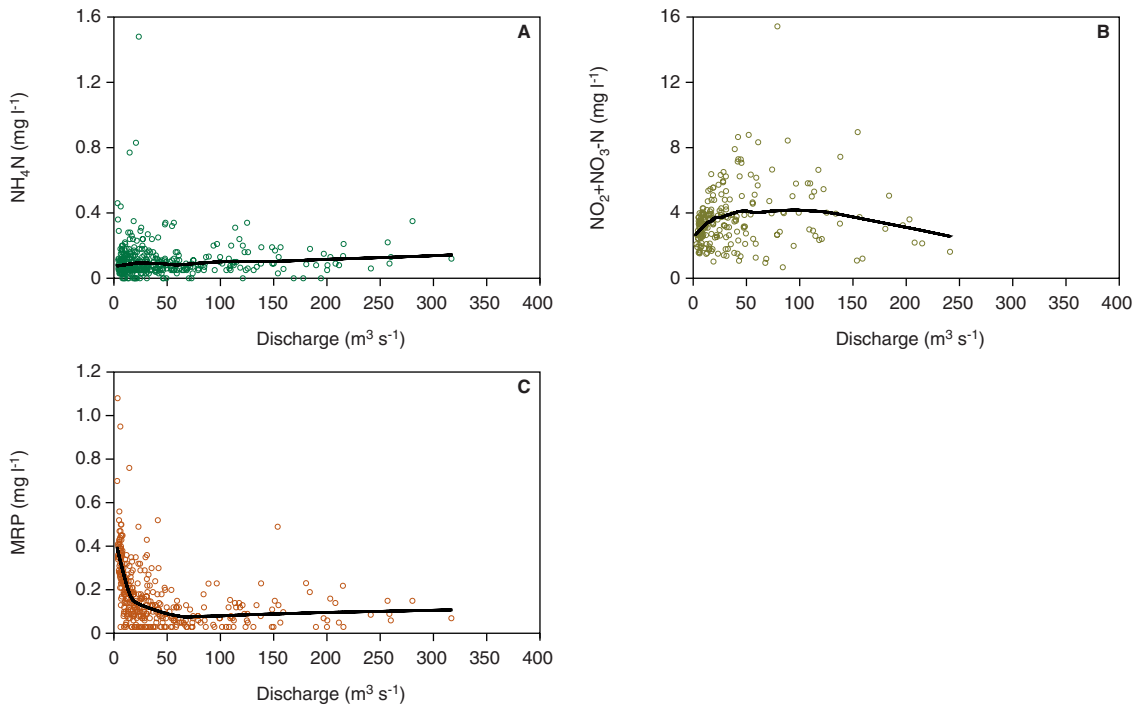 A
NH₄N (mg l⁻¹)
1.6
1.2
0.8
0.4
0
0 50 100 150 200 250 300 350 400
Discharge (m³ s⁻¹)
B
NO₂+NO₃-N (mg l⁻¹)
16
12
8
4
0
0 50 100 150 200 250 300 350 400
Discharge (m³ s⁻¹)
C
MRP (mg l⁻¹)
1.2
1.0
0.8
0.6
0.4
0.2
0
0 50 100 150 200 250 300 350 400
Discharge (m³ s⁻¹)